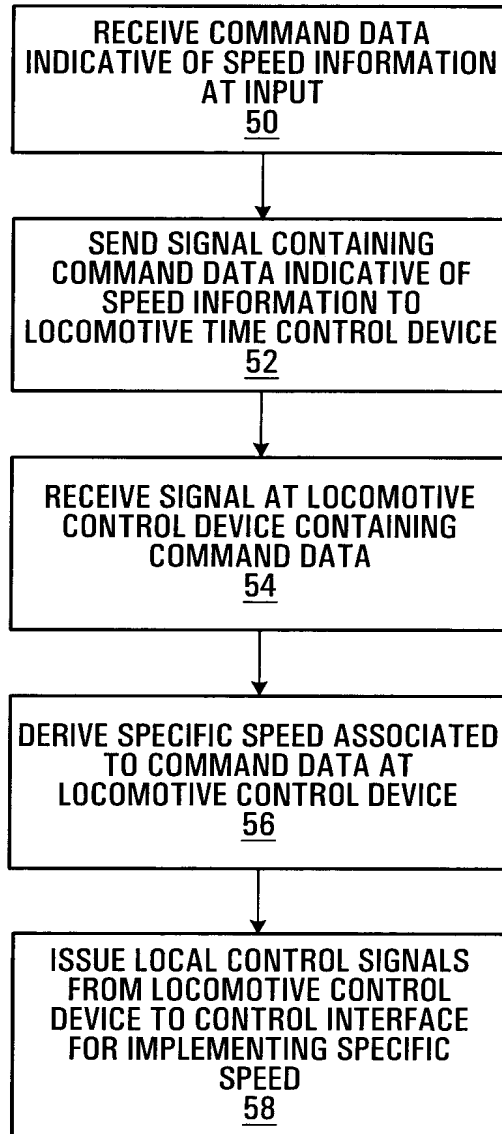 RECEIVE COMMAND DATA
INDICATIVE OF SPEED INFORMATION
AT INPUT
50
SEND SIGNAL CONTAINING
COMMAND DATA INDICATIVE OF
SPEED INFORMATION TO
LOCOMOTIVE TIME CONTROL DEVICE
52
RECEIVE SIGNAL AT LOCOMOTIVE
CONTROL DEVICE CONTAINING
COMMAND DATA
54
DERIVE SPECIFIC SPEED ASSOCIATED
TO COMMAND DATA AT
LOCOMOTIVE CONTROL DEVICE
56
ISSUE LOCAL CONTROL SIGNALS
FROM LOCOMOTIVE CONTROL
DEVICE TO CONTROL INTERFACE
FOR IMPLEMENTING SPECIFIC
SPEED
58